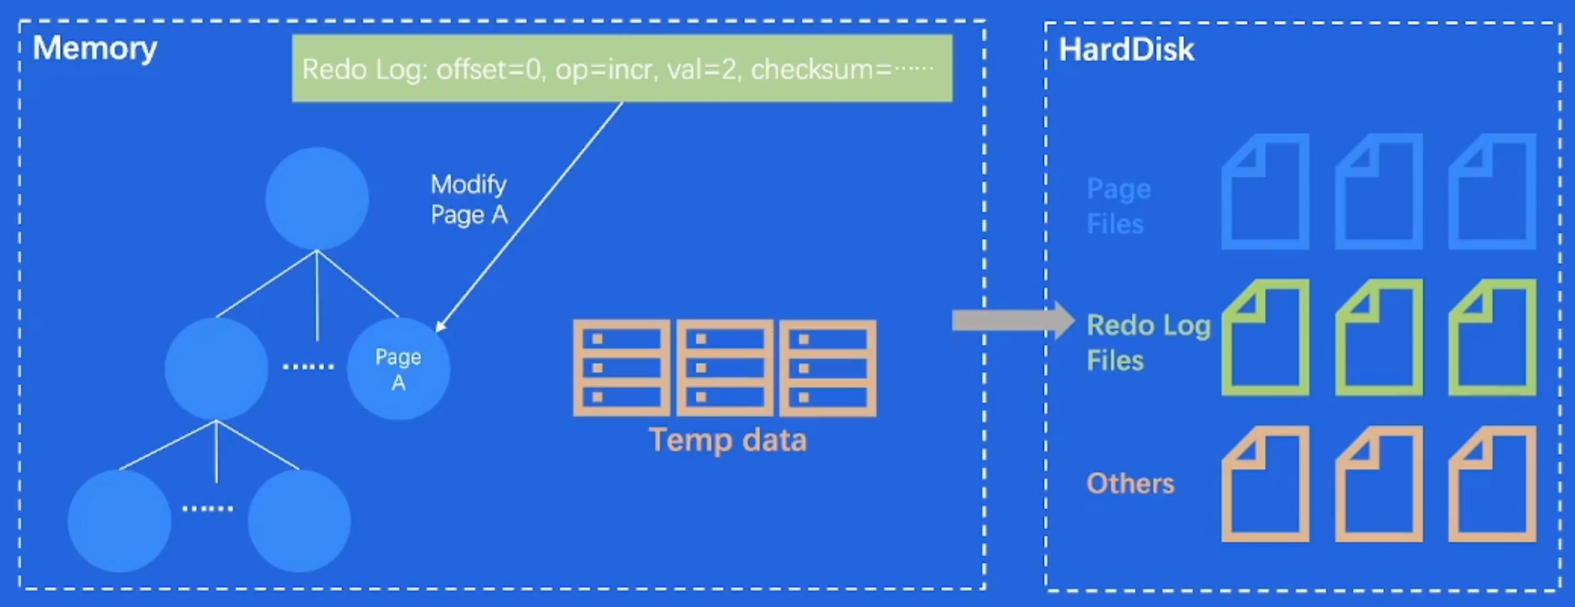 Memory
Redo Log: offset=0, op=incr, val=2, checksum=……
Modify
Page A
……
Page
A
……
Temp data
HardDisk
Page
Files
Redo Log
Files
Others